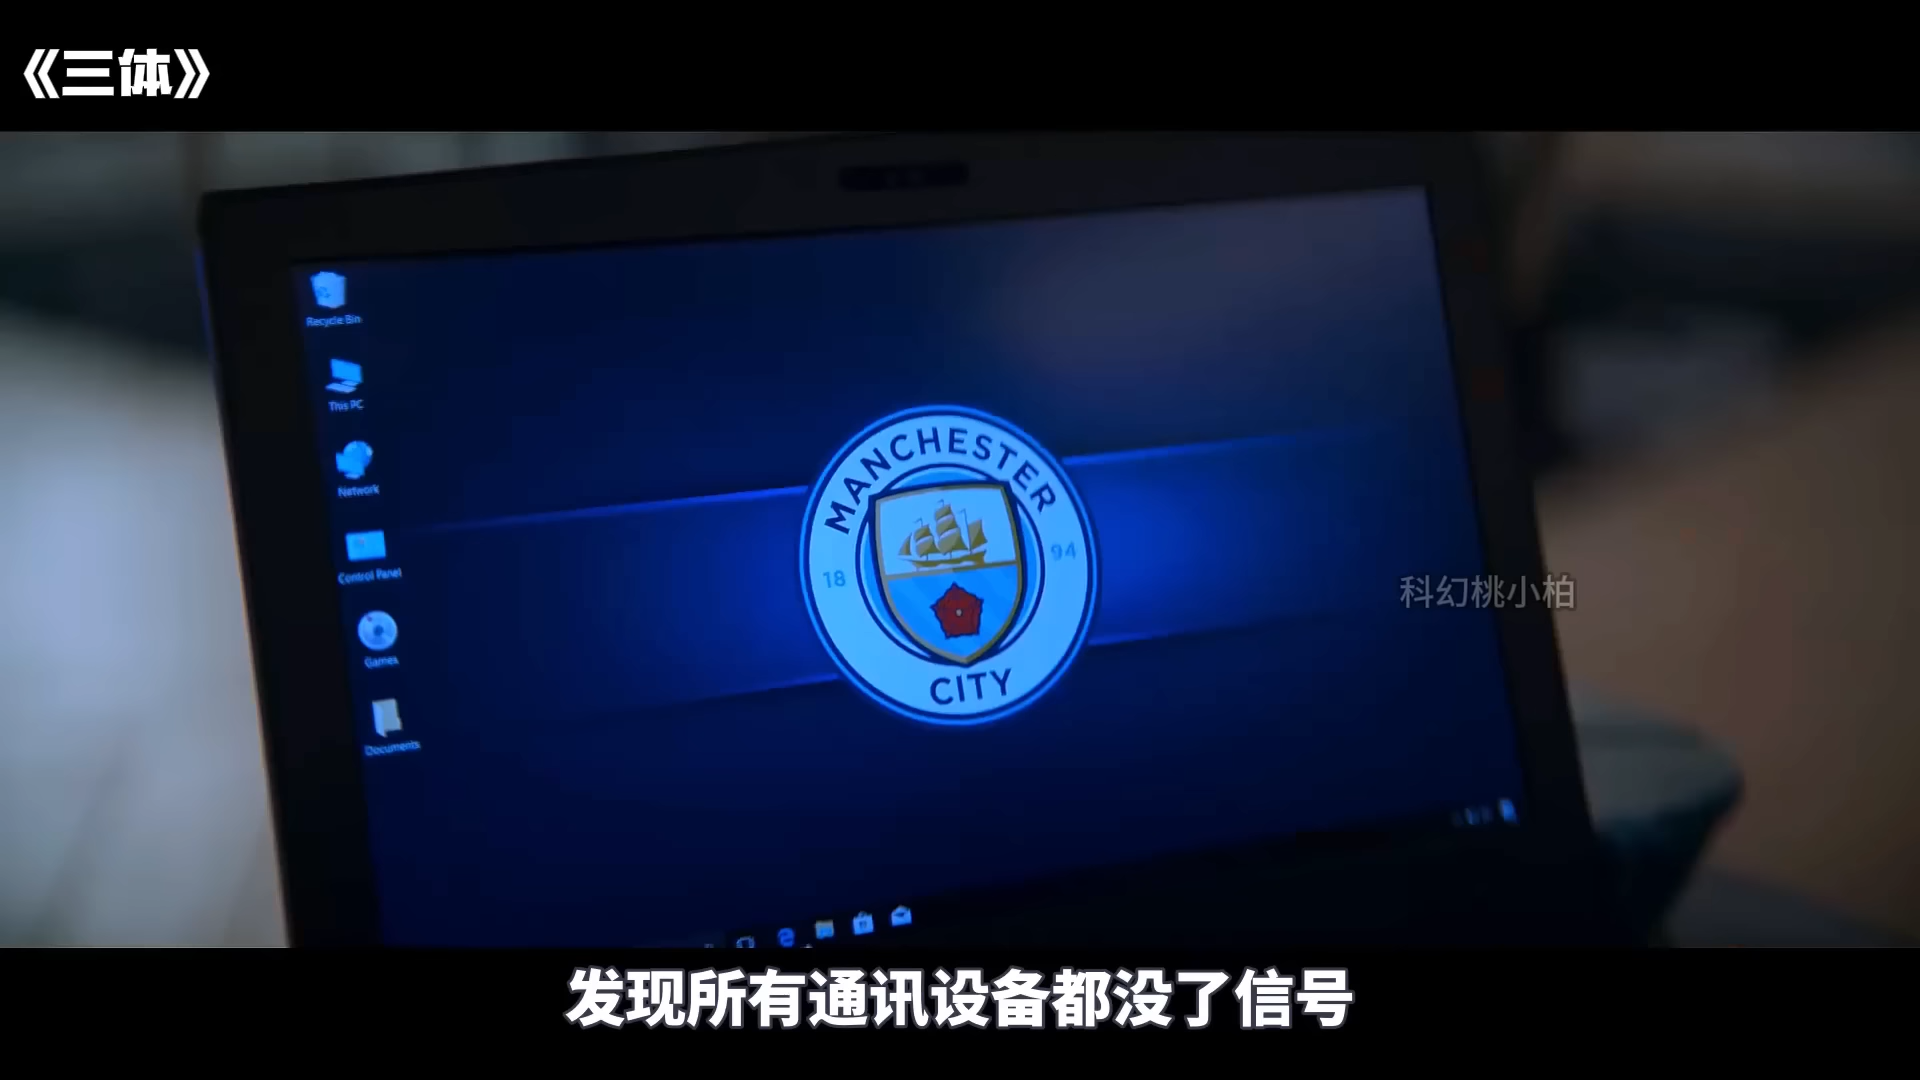 《三体》
Recycle Bin
This PC
Network
Control Panel
Games
Documents
MANCHESTER
18
94
CITY
科幻桃小柏
发现所有通讯设备都没了信号